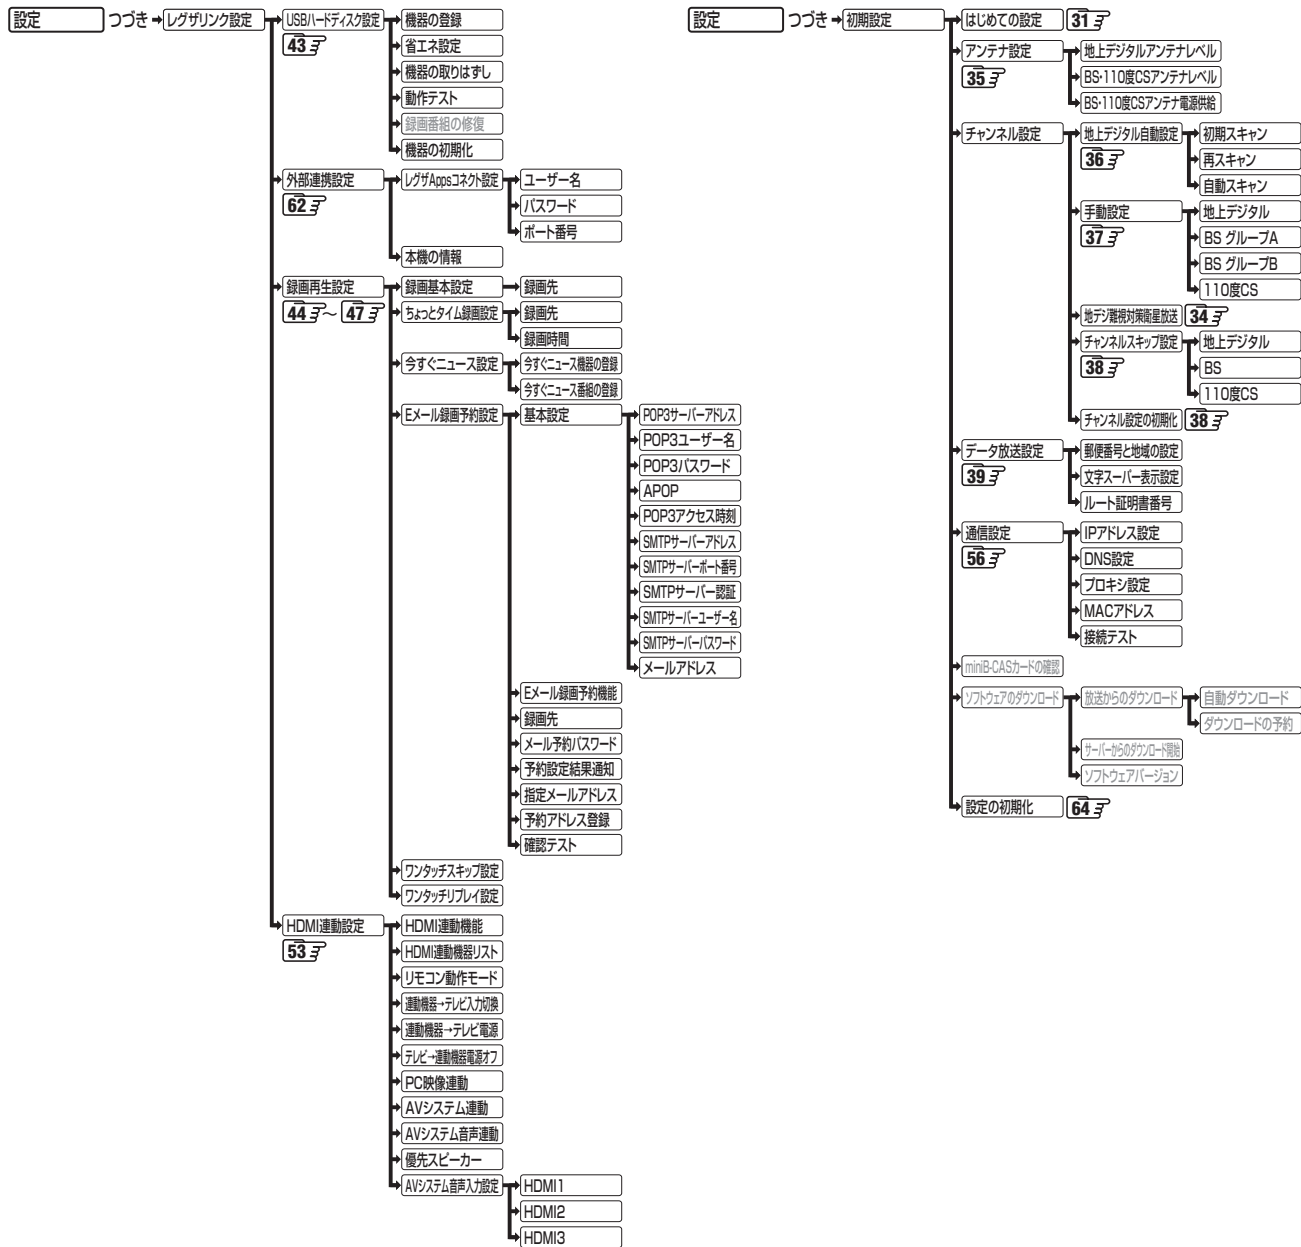 設定 つづき レグザリンク設定
USBハードディスク設定
43
機器の登録
省エネ設定
機器の取りはずし
動作テスト
録画番組の修復
機器の初期化
外部連携設定
62
レグザAppsコネクト設定
ユーザー名
パスワード
ポート番号
本機の情報
録画再生設定
44 ～ 47
録画基本設定
録画先
ちょっとタイム録画設定
録画先
録画時間
今すぐニュース設定
今すぐニュース機器の登録
今すぐニュース番組の登録
Eメール録画予約設定
基本設定
POP3サーバーアドレス
POP3ユーザー名
POP3パスワード
APOP
POP3アクセス時刻
SMTPサーバーアドレス
SMTPサーバーポート番号
SMTPサーバー認証
SMTPサーバーユーザー名
SMTPサーバーパスワード
メールアドレス
Eメール録画予約機能
録画先
メール予約パスワード
予約設定結果通知
指定メールアドレス
予約アドレス登録
確認テスト
ワンタッチスキップ設定
ワンタッチリプレイ設定
HDMI連動設定
53
HDMI連動機能
HDMI連動機器リスト
リモコン動作モード
連動機器→テレビ入力切換
連動機器→テレビ電源
テレビ→連動機器電源オフ
PC映像連動
AVシステム連動
AVシステム音声連動
優先スピーカー
AVシステム音声入力設定
HDMI1
HDMI2
HDMI3
設定 つづき 初期設定
はじめての設定 31
アンテナ設定
35
地上デジタルアンテナレベル
BS・110度CSアンテナレベル
BS・110度CSアンテナ電源供給
チャンネル設定
地上デジタル自動設定
36
初期スキャン
再スキャン
自動スキャン
手動設定
37
地上デジタル
BS グループA
BS グループB
110度CS
地デジ難視対策衛星放送 34
チャンネルスキップ設定
38
地上デジタル
BS
110度CS
チャンネル設定の初期化 38
データ放送設定
39
郵便番号と地域の設定
文字スーパー表示設定
ルート証明書番号
通信設定
56
IPアドレス設定
DNS設定
プロキシ設定
MACアドレス
接続テスト
miniB-CASカードの確認
ソフトウェアのダウンロード
放送からのダウンロード
自動ダウンロード
ダウンロードの予約
サーバーからのダウンロード開始
ソフトウェアバージョン
設定の初期化 64